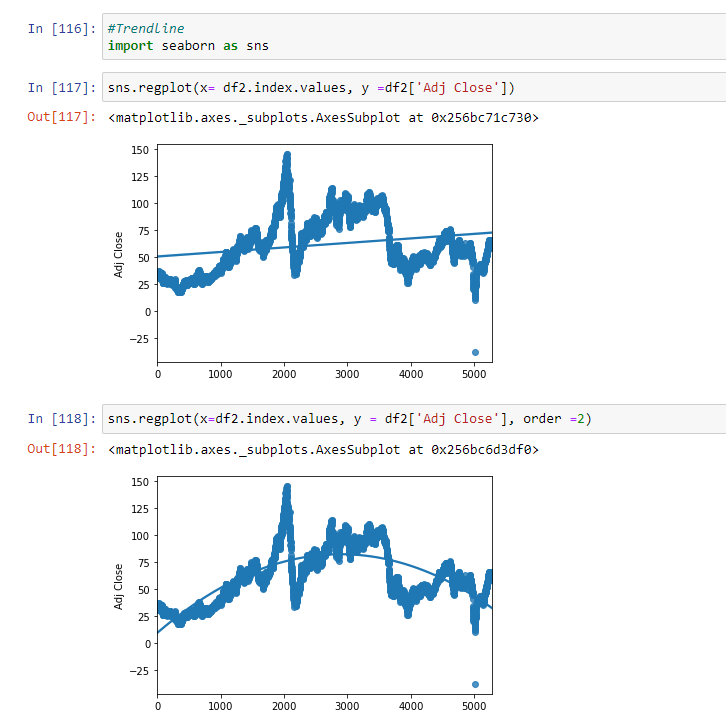 In [116]: #Trendline
import seaborn as sns
In [117]: sns.regplot(x= df2.index.values, y =df2['Adj Close'])
Out[117]: <matplotlib.axes._subplots.AxesSubplot at 0x256bc71c730>
150
125
100
75
50
25
0
−25
Adj Close
0 1000 2000 3000 4000 5000
In [118]: sns.regplot(x=df2.index.values, y = df2['Adj Close'], order =2)
Out[118]: <matplotlib.axes._subplots.AxesSubplot at 0x256bc6d3df0>
150
125
100
75
50
25
0
−25
Adj Close
0 1000 2000 3000 4000 5000